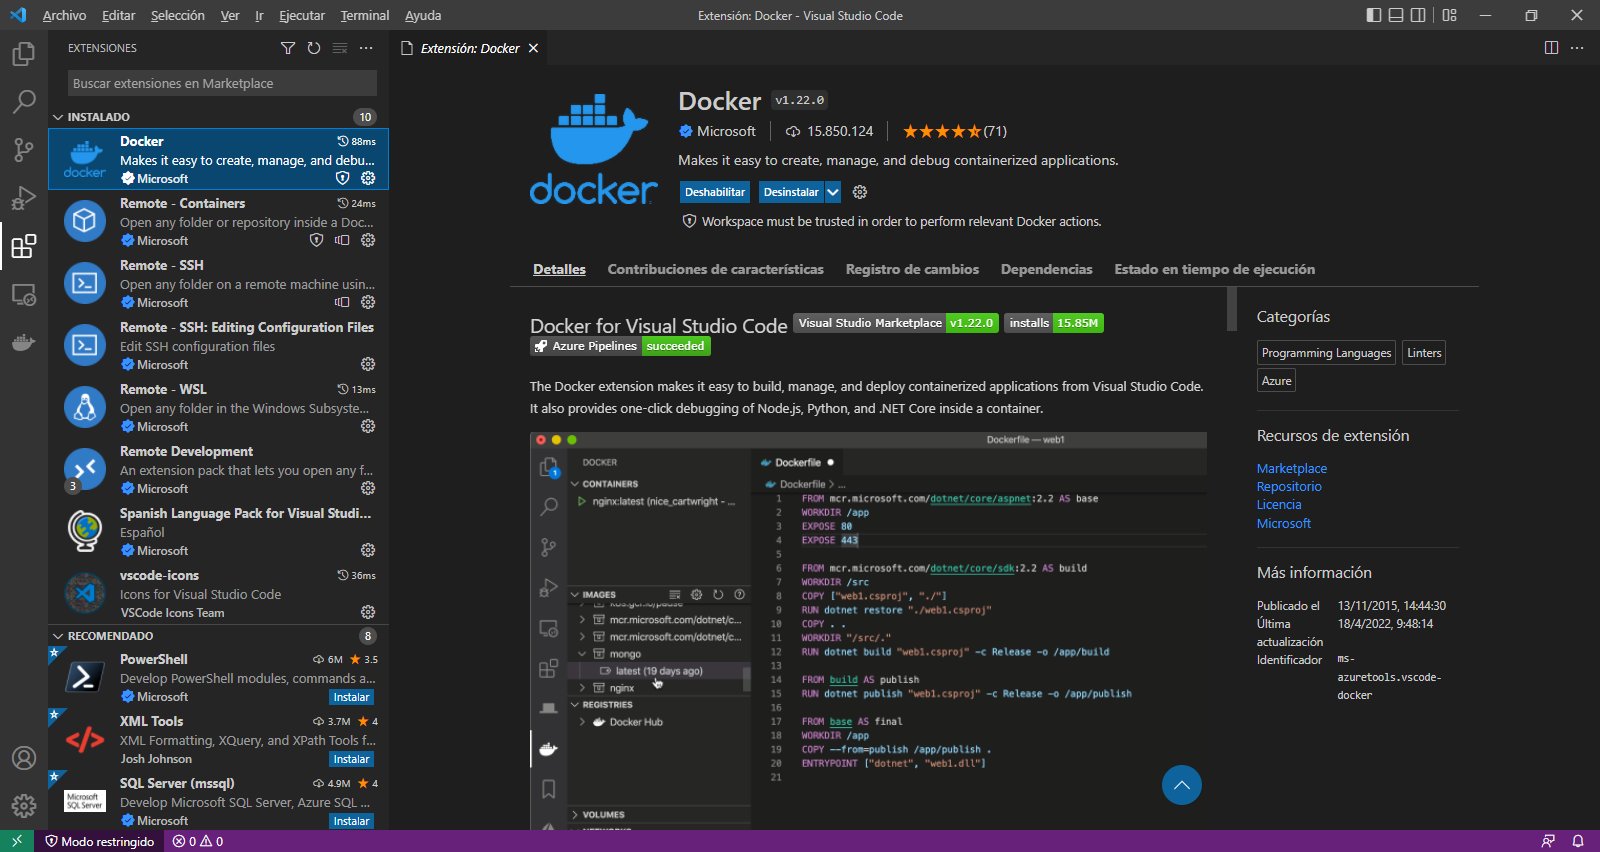 Archivo Editar Selección Ver Ir Ejecutar Terminal Ayuda
Extensión: Docker - Visual Studio Code
EXTENSIONES
Buscar extensiones en Marketplace
INSTALADO 10
Docker 88ms
Makes it easy to create, manage, and debu...
Microsoft
Remote - Containers 24ms
Open any folder or repository inside a Doc...
Microsoft
Remote - SSH
Open any folder on a remote machine usin...
Microsoft
Remote - SSH: Editing Configuration Files
Edit SSH configuration files
Microsoft
Remote - WSL 13ms
Open any folder in the Windows Subsyste...
Microsoft
Remote Development
An extension pack that lets you open any f...
3
Microsoft
Spanish Language Pack for Visual Studi...
Español
Microsoft
vscode-icons 36ms
Icons for Visual Studio Code
VSCode Icons Team
RECOMENDADO 8
PowerShell 6M 3.5
Develop PowerShell modules, commands a...
Microsoft Instalar
XML Tools 3.7M 4
XML Formatting, XQuery, and XPath Tools f...
Josh Johnson Instalar
SQL Server (mssql) 4.9M 4
Develop Microsoft SQL Server, Azure SQL ...
Microsoft Instalar
docker
Microsoft
SQL Server
Extensión: Docker
docker
Docker v1.22.0
Microsoft 15.850.124 (71)
Makes it easy to create, manage, and debug containerized applications.
Deshabilitar Desinstalar
Workspace must be trusted in order to perform relevant Docker actions.
Detalles Contribuciones de características Registro de cambios Dependencias Estado en tiempo de ejecución
Docker for Visual Studio Code Visual Studio Marketplace v1.22.0 installs 15.85M
Azure Pipelines succeeded
The Docker extension makes it easy to build, manage, and deploy containerized applications from Visual Studio Code.
It also provides one-click debugging of Node.js, Python, and .NET Core inside a container.
Dockerfile — web1
1
DOCKER
CONTAINERS
nginx:latest (nice_cartwright - ...
IMAGES
k8s.gcr.io/pause
mcr.microsoft.com/dotnet/c...
mcr.microsoft.com/dotnet/c...
mongo
latest (19 days ago)
nginx
REGISTRIES
Docker Hub
VOLUMES
NETWORKS
Dockerfile
Dockerfile > ...
1 FROM mcr.microsoft.com/dotnet/core/aspnet:2.2 AS base
2 WORKDIR /app
3 EXPOSE 80
4 EXPOSE 443
5
6 FROM mcr.microsoft.com/dotnet/core/sdk:2.2 AS build
7 WORKDIR /src
8 COPY ["web1.csproj", "./"]
9 RUN dotnet restore "./web1.csproj"
10 COPY . .
11 WORKDIR "/src/."
12 RUN dotnet build "web1.csproj" -c Release -o /app/build
13
14 FROM build AS publish
15 RUN dotnet publish "web1.csproj" -c Release -o /app/publish
16
17 FROM base AS final
18 WORKDIR /app
19 COPY --from=publish /app/publish .
20 ENTRYPOINT ["dotnet", "web1.dll"]
21
Categorías
Programming Languages Linters
Azure
Recursos de extensión
Marketplace
Repositorio
Licencia
Microsoft
Más información
Publicado el 13/11/2015, 14:44:30
Última actualización 18/4/2022, 9:48:14
Identificador ms-
azuretools.vscode-
docker
Modo restringido 0 0